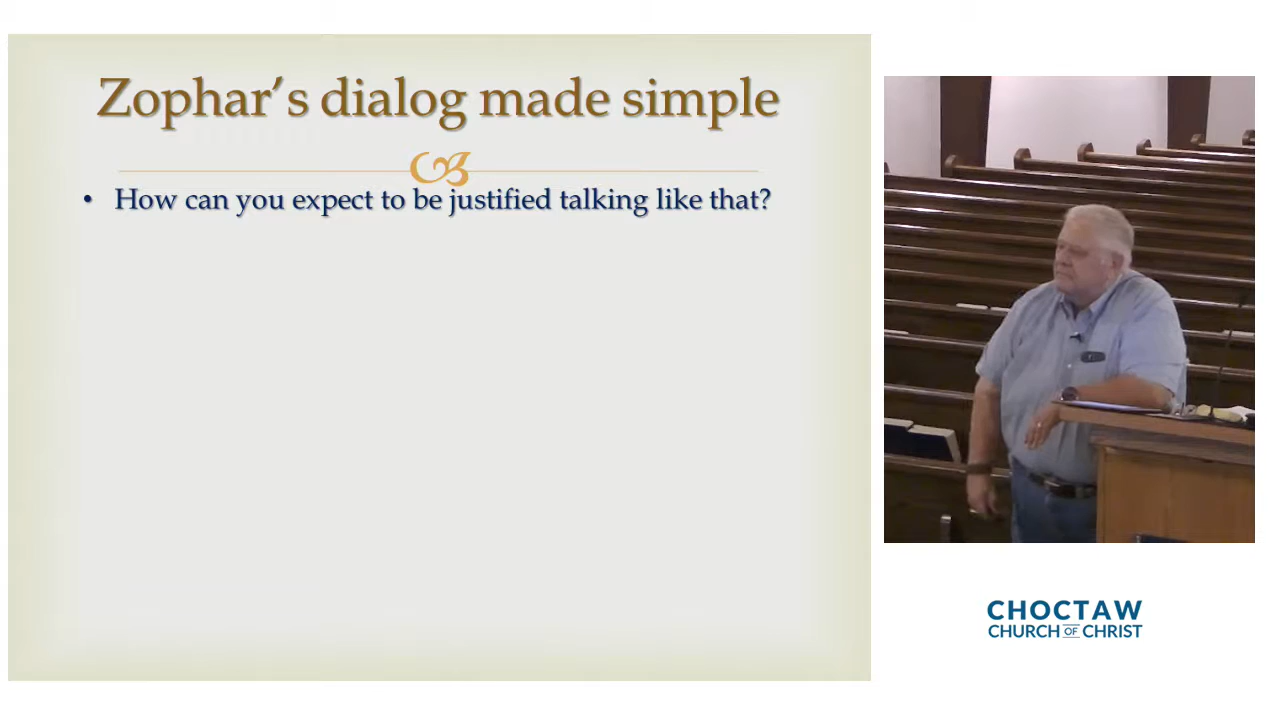 Zophar’s dialog made simple
• How can you expect to be justified talking like that?
CHOCTAW
CHURCH OF CHRIST